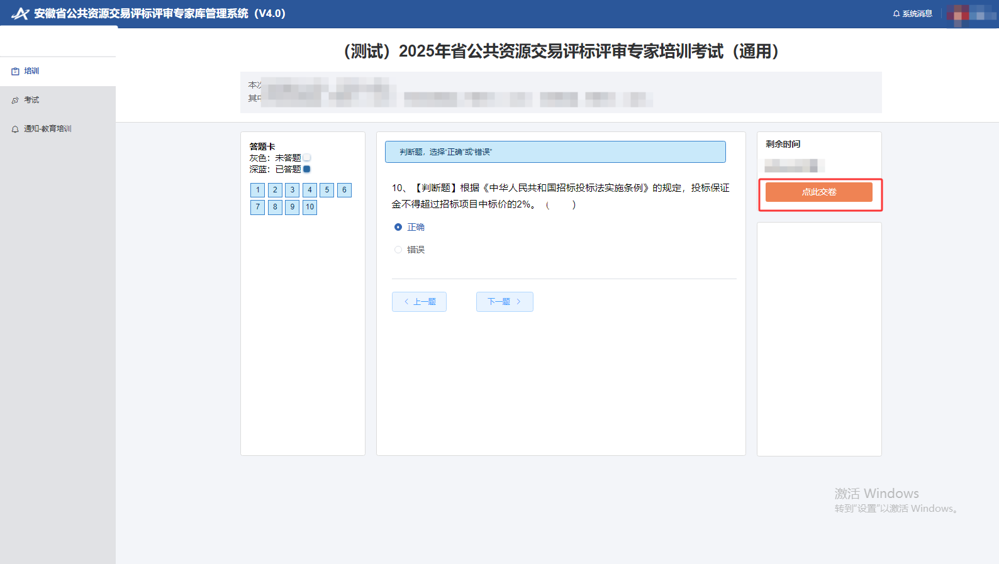 安徽省公共资源交易评标评审专家库管理系统（V4.0）
系统消息
培训
考试
通知-教育培训
（测试）2025年省公共资源交易评标评审专家培训考试（通用）
本次
其中
答题卡
灰色：未答题
深蓝：已答题
1 2 3 4 5 6
7 8 9 10
判断题，选择“正确”或“错误”
10、【判断题】根据《中华人民共和国招标投标法实施条例》的规定，投标保证
金不得超过招标项目中标价的2%。（　　）
正确
错误
上一题
下一题
剩余时间
点此交卷
激活 Windows
转到“设置”以激活 Windows。